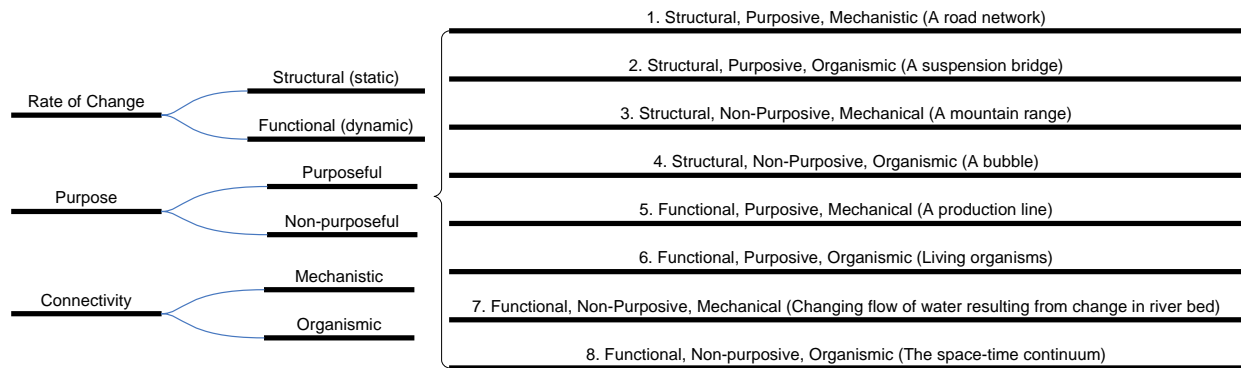 Rate of Change
Structural (static)
Functional (dynamic)
Purpose
Purposeful
Non-purposeful
Connectivity
Mechanistic
Organismic
1. Structural, Purposive, Mechanistic (A road network)
2. Structural, Purposive, Organismic (A suspension bridge)
3. Structural, Non-Purposive, Mechanical (A mountain range)
4. Structural, Non-Purposive, Organismic (A bubble)
5. Functional, Purposive, Mechanical (A production line)
6. Functional, Purposive, Organismic (Living organisms)
7. Functional, Non-Purposive, Mechanical (Changing flow of water resulting from change in river bed)
8. Functional, Non-purposive, Organismic (The space-time continuum)